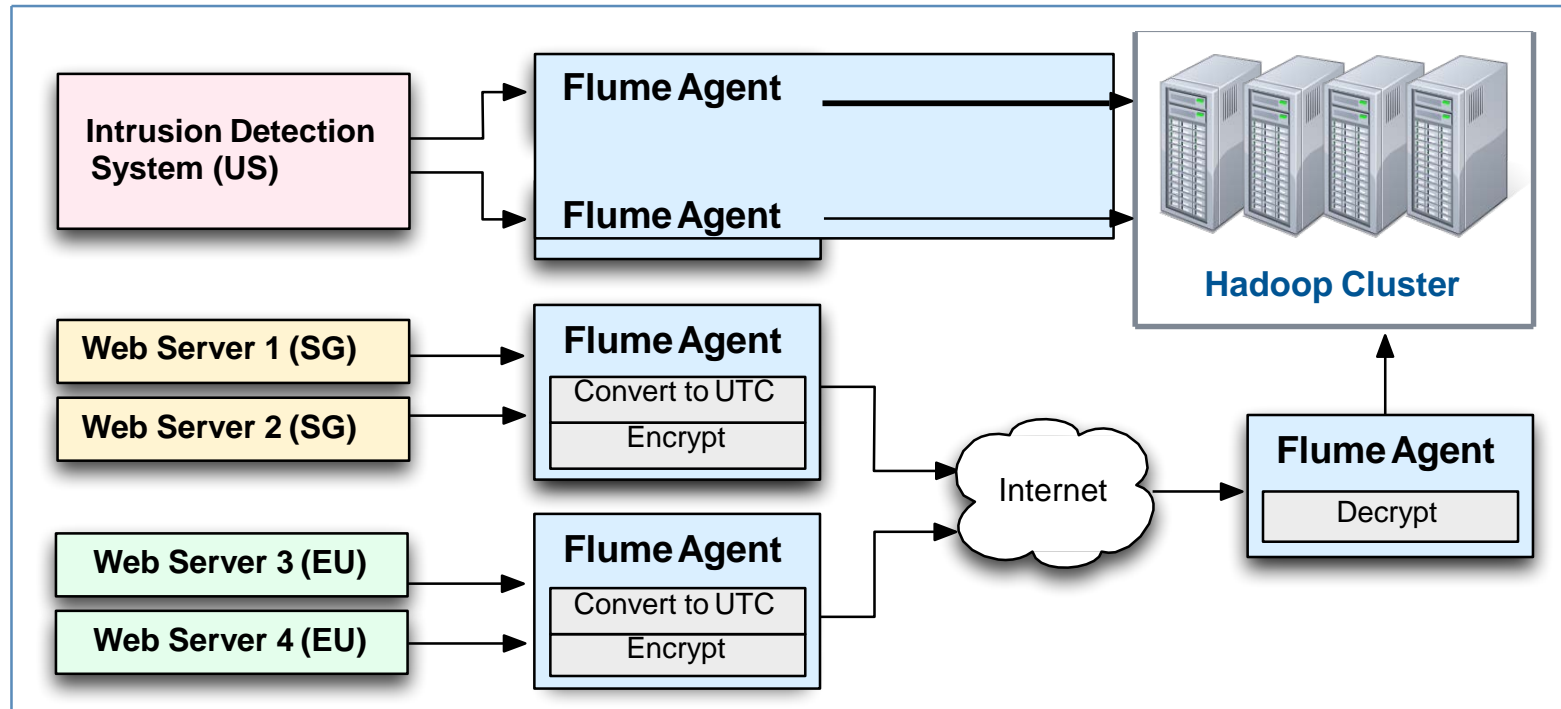 Intrusion Detection
System (US)
Flume Agent
Flume Agent
Hadoop Cluster
Web Server 1 (SG)
Web Server 2 (SG)
Flume Agent
Convert to UTC
Encrypt
Internet
Flume Agent
Decrypt
Web Server 3 (EU)
Web Server 4 (EU)
Flume Agent
Convert to UTC
Encrypt